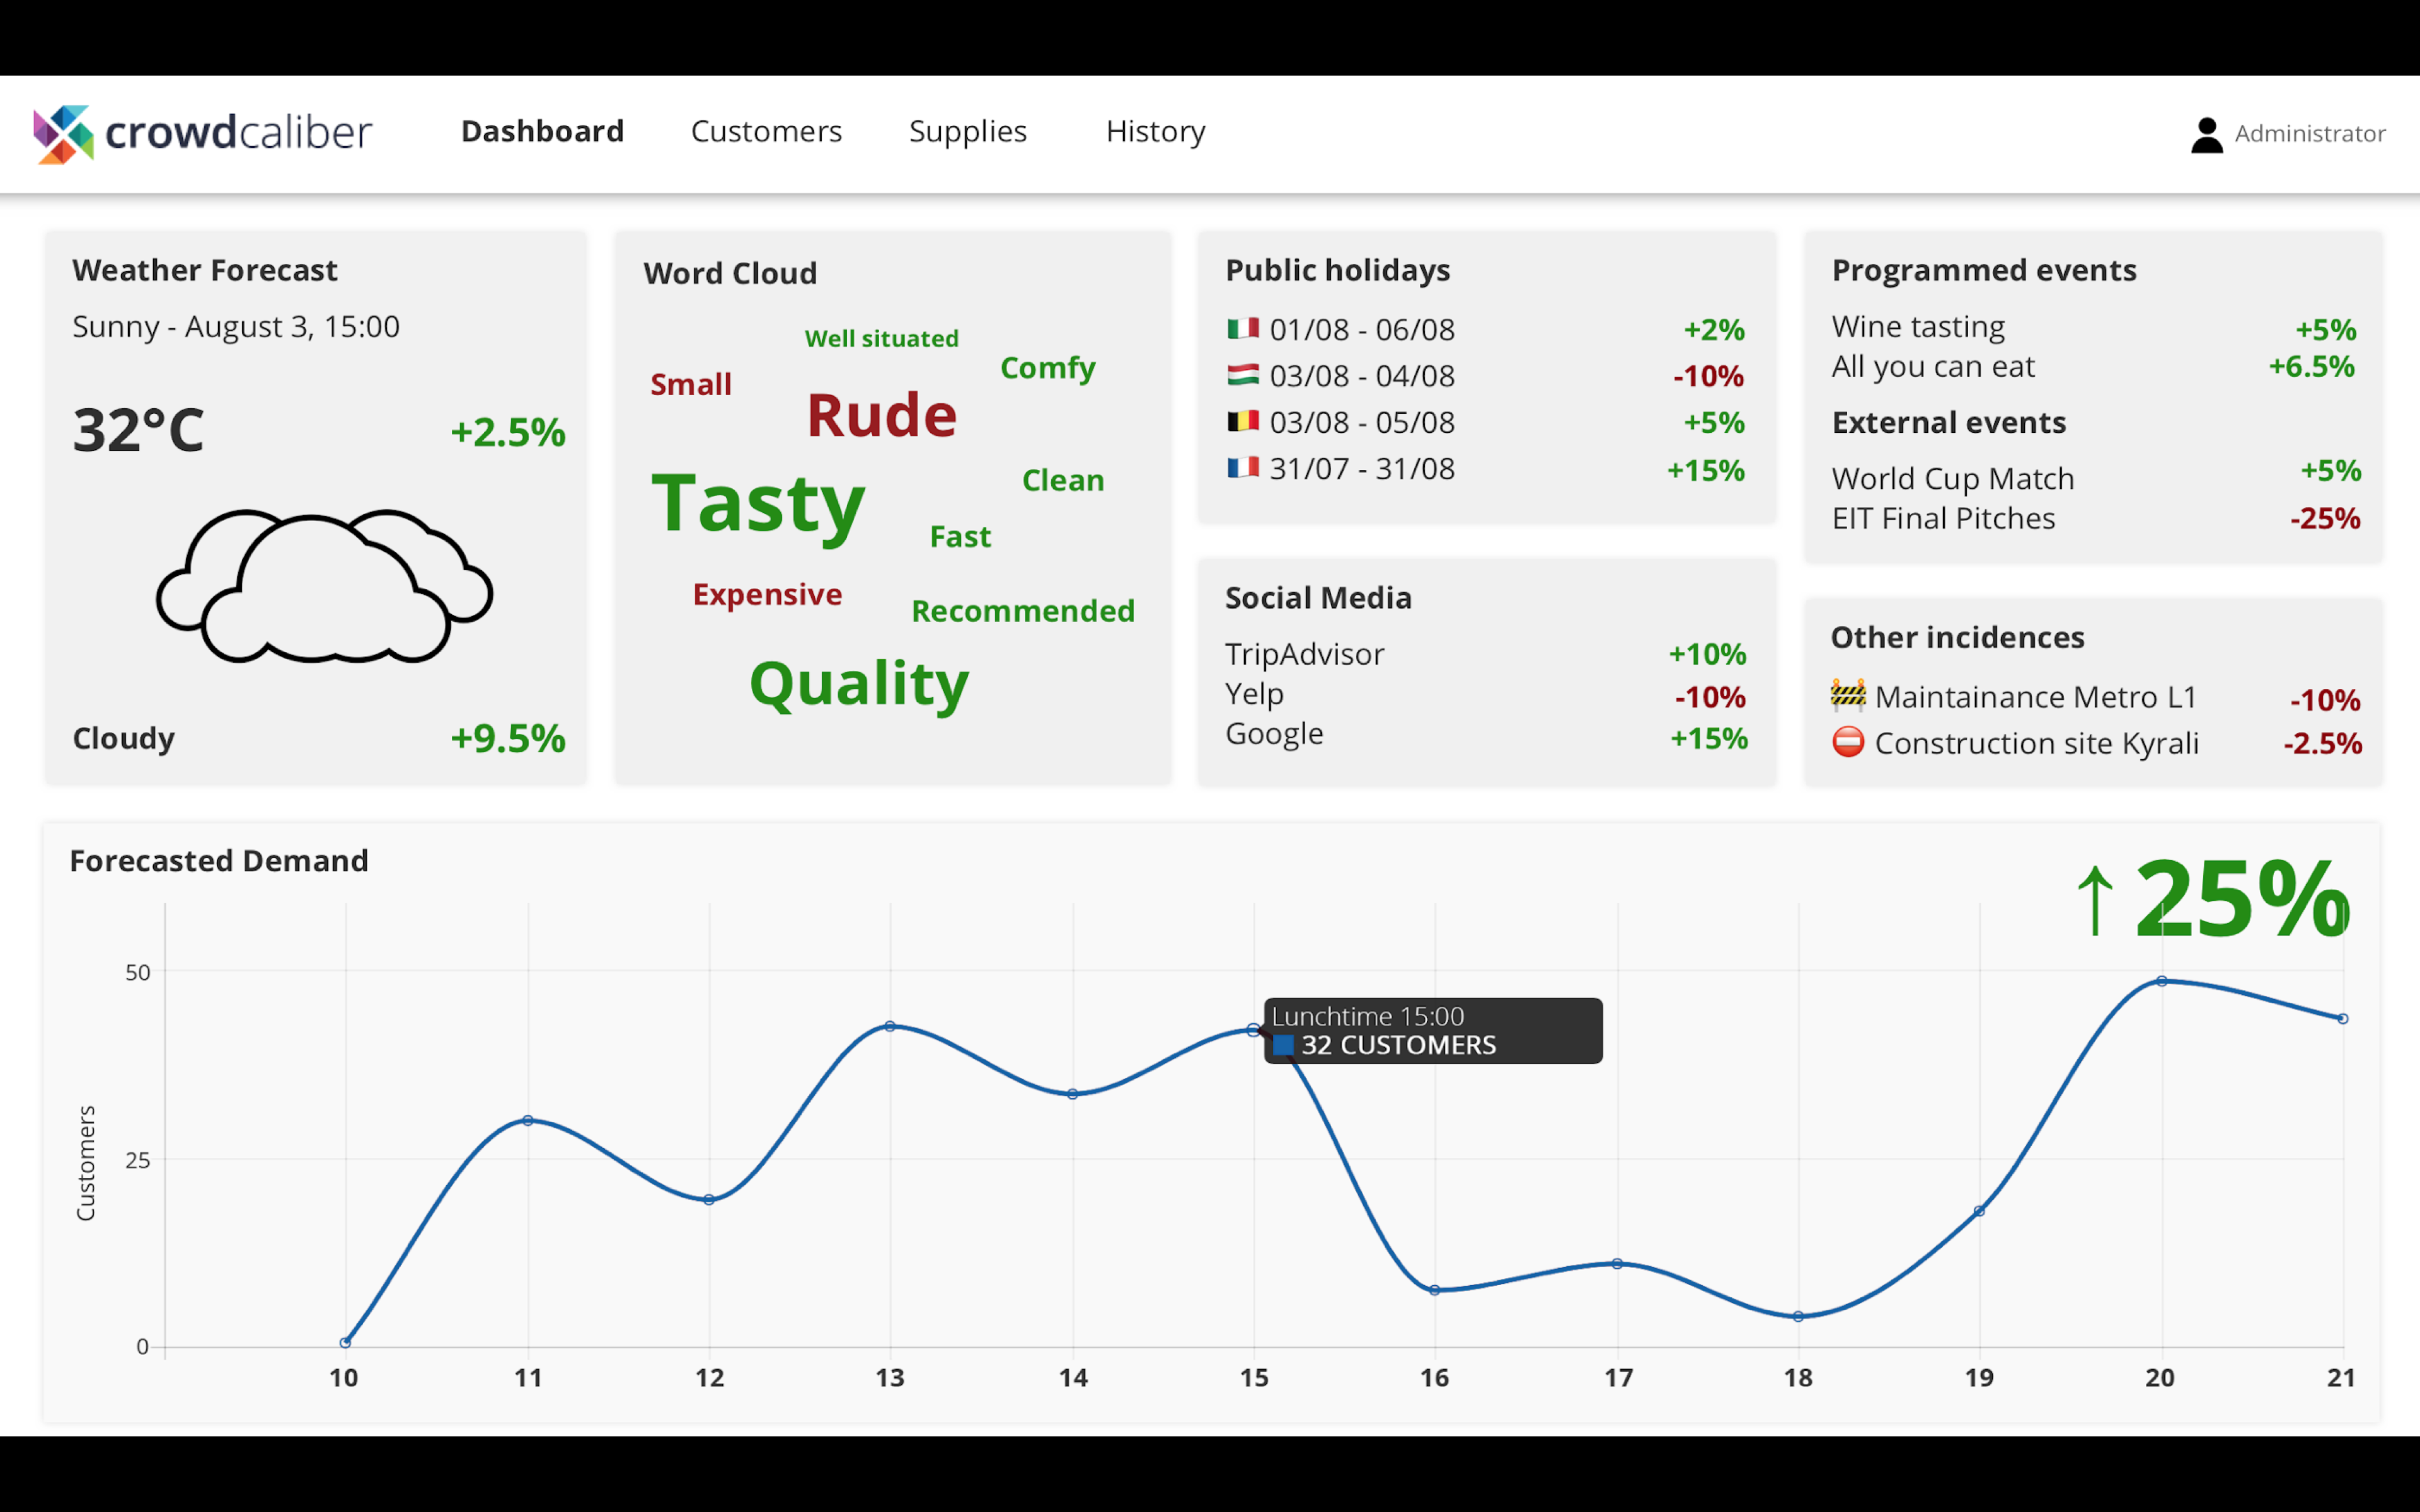 crowdcaliber
Dashboard
Customers
Supplies
History
Administrator
Weather Forecast
Sunny - August 3, 15:00
32°C +2.5%
Cloudy +9.5%
Word Cloud
Well situated
Comfy
Small
Rude
Tasty
Clean
Fast
Expensive
Recommended
Quality
Public holidays
01/08 - 06/08 +2%
03/08 - 04/08 -10%
03/08 - 05/08 +5%
31/07 - 31/08 +15%
Social Media
TripAdvisor +10%
Yelp -10%
Google +15%
Programmed events
Wine tasting +5%
All you can eat +6.5%
External events
World Cup Match +5%
EIT Final Pitches -25%
Other incidences
Maintainance Metro L1 -10%
Construction site Kyrali -2.5%
Forecasted Demand
↑ 25%
50
25
0
Customers
Lunchtime 15:00
32 CUSTOMERS
10 11 12 13 14 15 16 17 18 19 20 21